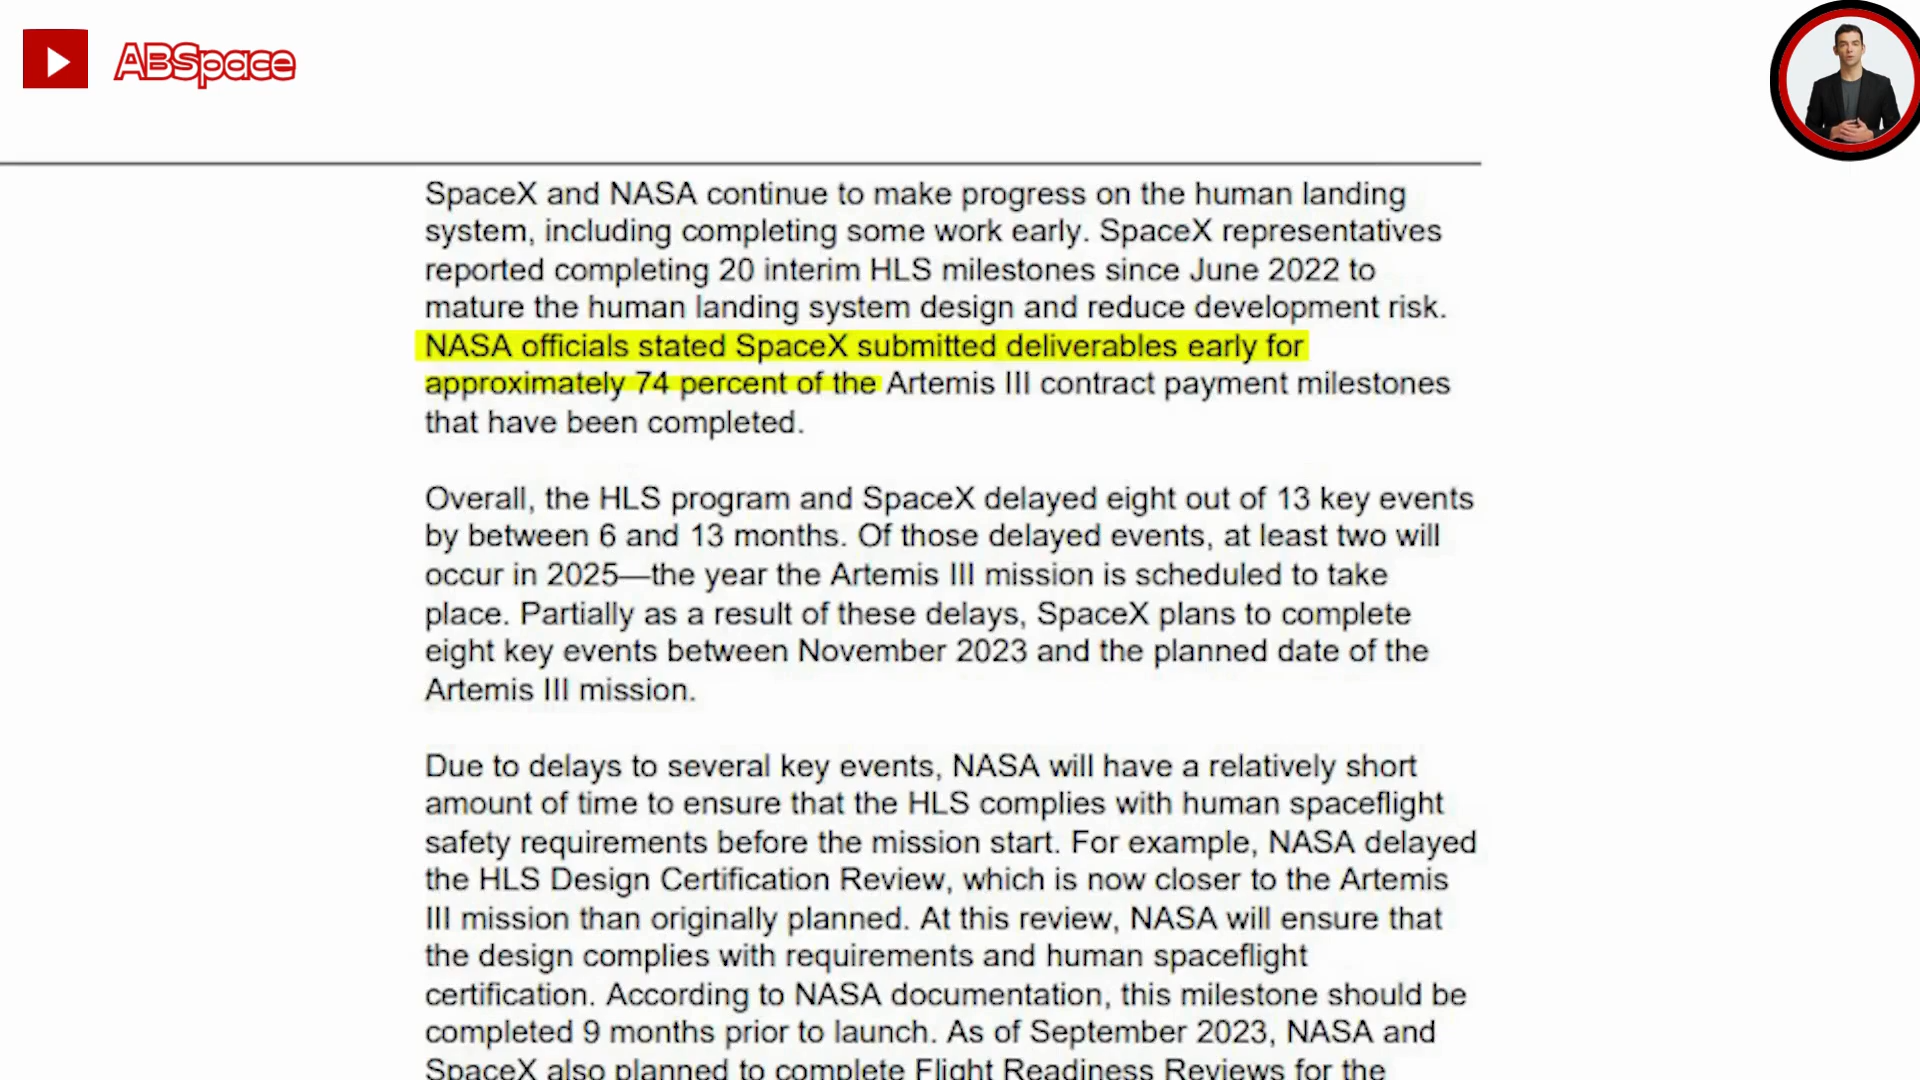 ABSpace
SpaceX and NASA continue to make progress on the human landing
system, including completing some work early. SpaceX representatives
reported completing 20 interim HLS milestones since June 2022 to
mature the human landing system design and reduce development risk.
NASA officials stated SpaceX submitted deliverables early for
approximately 74 percent of the Artemis III contract payment milestones
that have been completed.
Overall, the HLS program and SpaceX delayed eight out of 13 key events
by between 6 and 13 months. Of those delayed events, at least two will
occur in 2025—the year the Artemis III mission is scheduled to take
place. Partially as a result of these delays, SpaceX plans to complete
eight key events between November 2023 and the planned date of the
Artemis III mission.
Due to delays to several key events, NASA will have a relatively short
amount of time to ensure that the HLS complies with human spaceflight
safety requirements before the mission start. For example, NASA delayed
the HLS Design Certification Review, which is now closer to the Artemis
III mission than originally planned. At this review, NASA will ensure that
the design complies with requirements and human spaceflight
certification. According to NASA documentation, this milestone should be
completed 9 months prior to launch. As of September 2023, NASA and
SpaceX also planned to complete Flight Readiness Reviews for the